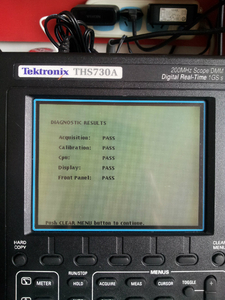 Tektronix THS730A
200MHz Scope DMM
Digital Real-Time 1GS
DIAGNOSTIC RESULTS
Acquisition: PASS
Calibration: PASS
Cpu: PASS
Display: PASS
Front Panel: PASS
Push CLEAR MENU button to continue.
HARD COPY
CLEAR MENU
RUN/STOP
MENUS
METER
HOLD
ACQUIRE
MEAS
CURSOR
TOGGLE